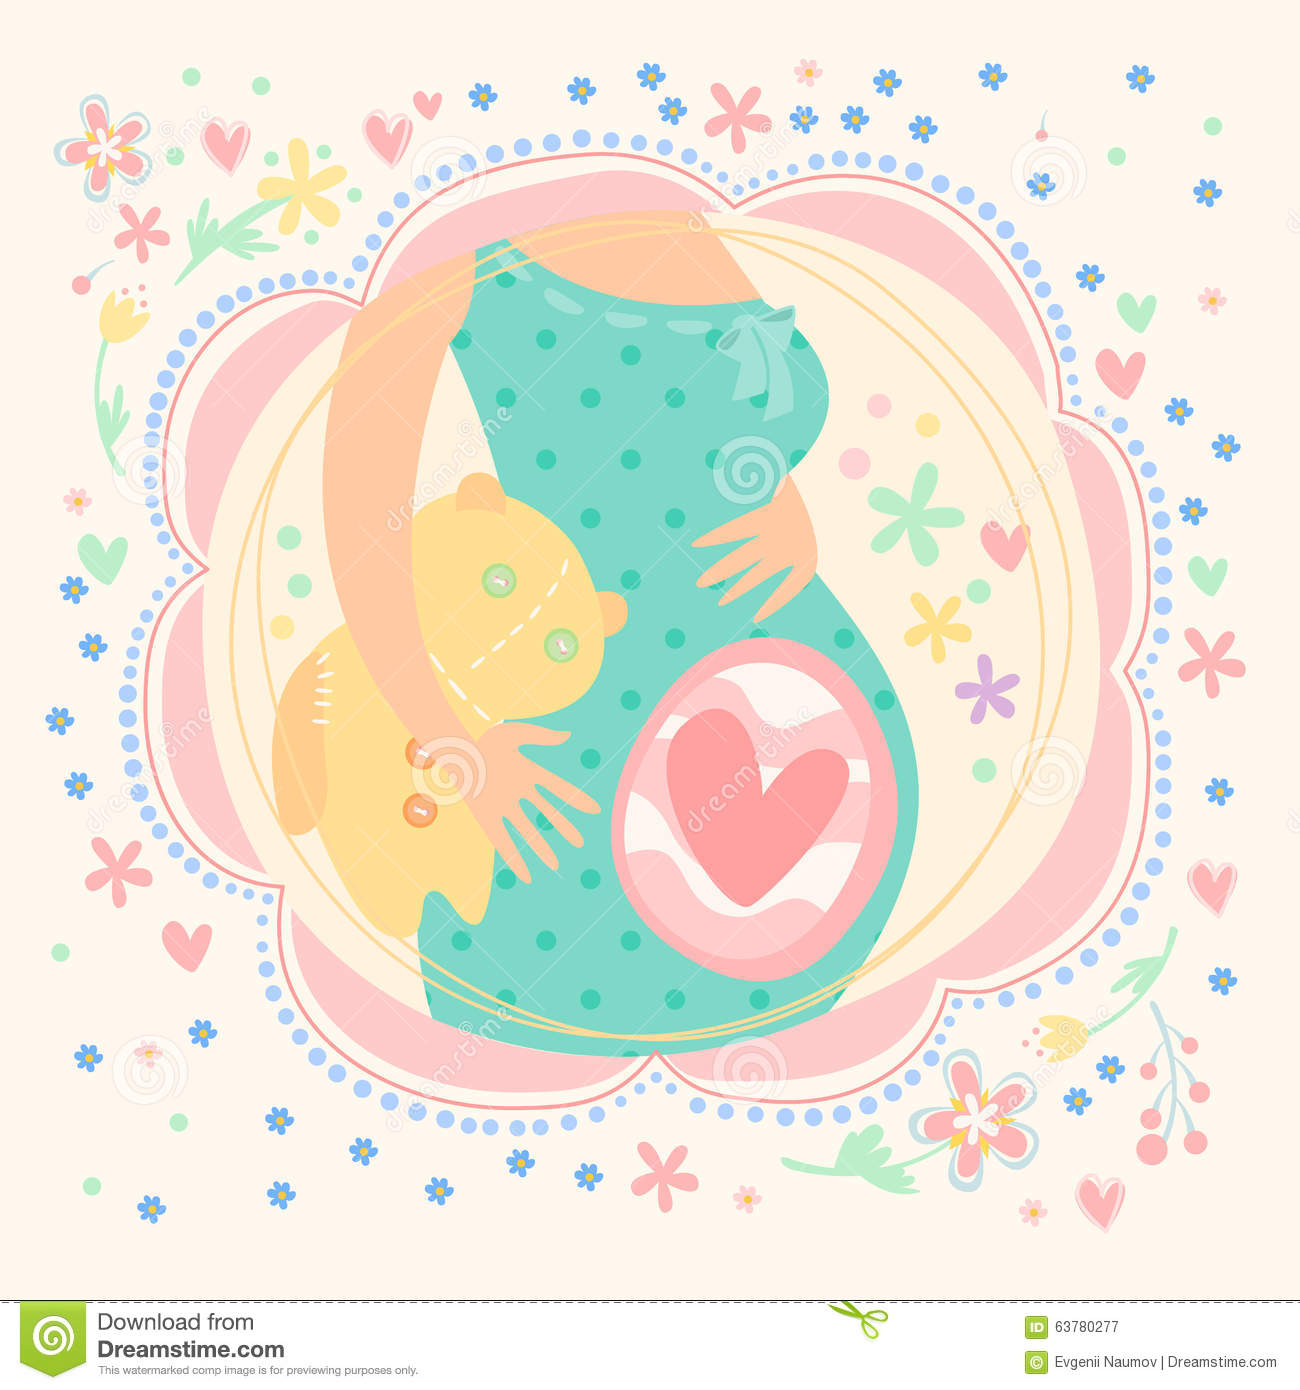 Download from
Dreamstime.com
This watermarked comp image is for previewing purposes only.
ID 63780277
Evgenii Naumov | Dreamstime.com